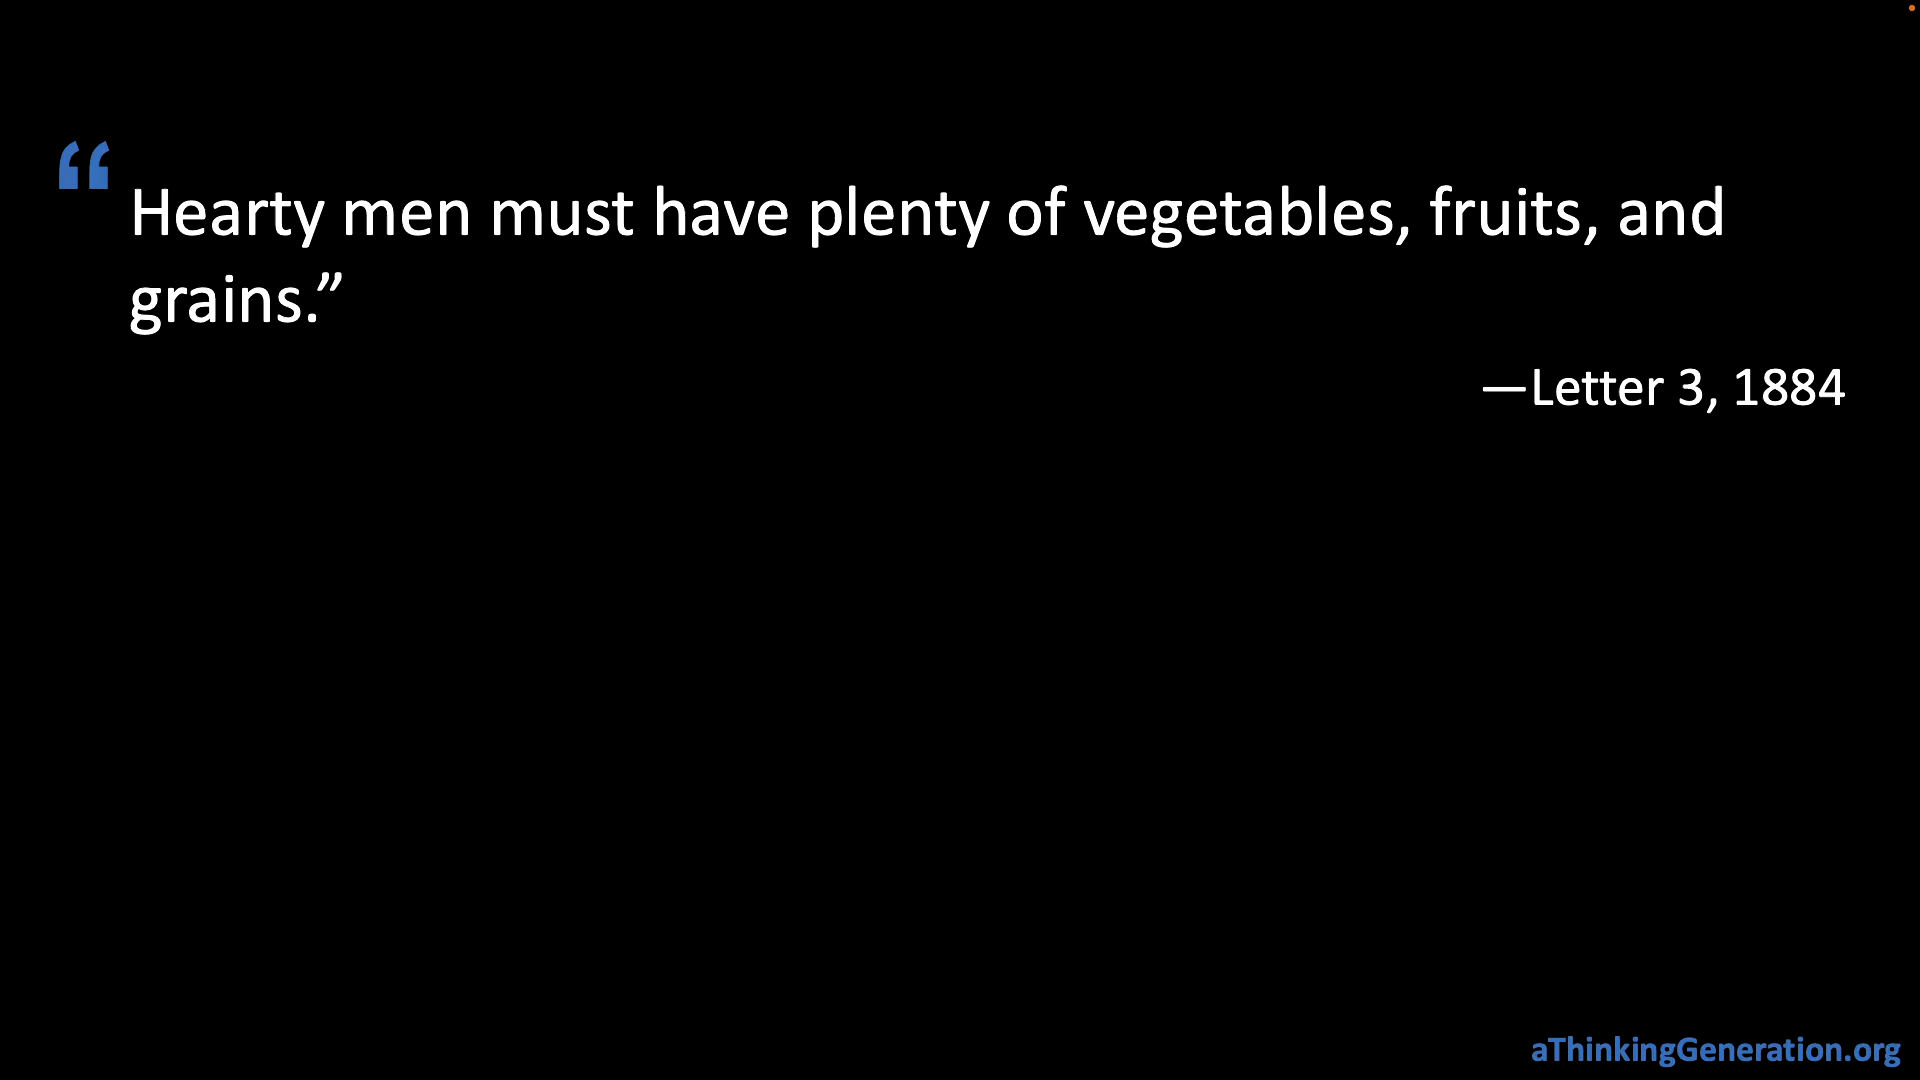 “Hearty men must have plenty of vegetables, fruits, and
grains.”
—Letter 3, 1884
aThinkingGeneration.org